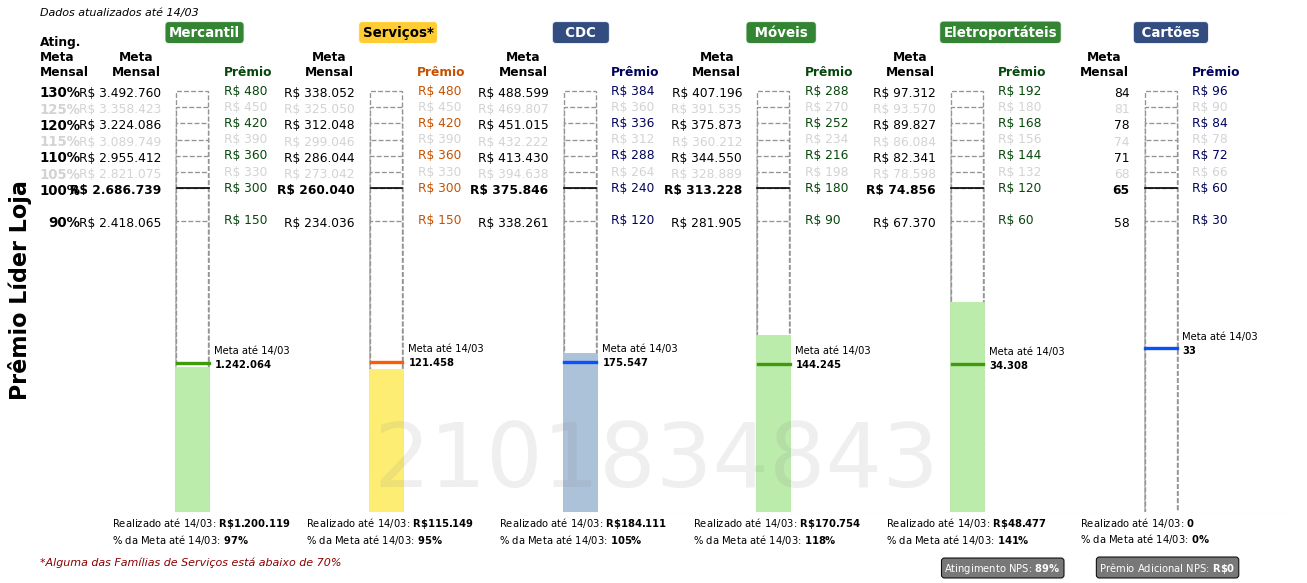 Dados atualizados até 14/03
Mercantil Serviços* CDC Móveis Eletroportáteis Cartões
Ating. Meta Mensal Meta Mensal Prêmio Meta Mensal Prêmio Meta Mensal Prêmio Meta Mensal Prêmio Meta Mensal Prêmio Meta Mensal Prêmio
130% R$ 3.492.760 R$ 480 R$ 338.052 R$ 480 R$ 488.599 R$ 384 R$ 407.196 R$ 288 R$ 97.312 R$ 192 84 R$ 96
125% R$ 3.358.423 R$ 450 R$ 325.050 R$ 450 R$ 469.807 R$ 360 R$ 391.535 R$ 270 R$ 93.570 R$ 180 81 R$ 90
120% R$ 3.224.086 R$ 420 R$ 312.048 R$ 420 R$ 451.015 R$ 336 R$ 375.873 R$ 252 R$ 89.827 R$ 168 78 R$ 84
115% R$ 3.089.749 R$ 390 R$ 299.046 R$ 390 R$ 432.222 R$ 312 R$ 360.212 R$ 234 R$ 86.084 R$ 156 74 R$ 78
110% R$ 2.955.412 R$ 360 R$ 286.044 R$ 360 R$ 413.430 R$ 288 R$ 344.550 R$ 216 R$ 82.341 R$ 144 71 R$ 72
105% R$ 2.821.075 R$ 330 R$ 273.042 R$ 330 R$ 394.638 R$ 264 R$ 328.889 R$ 198 R$ 78.598 R$ 132 68 R$ 66
100% R$ 2.686.739 R$ 300 R$ 260.040 R$ 300 R$ 375.846 R$ 240 R$ 313.228 R$ 180 R$ 74.856 R$ 120 65 R$ 60
90% R$ 2.418.065 R$ 150 R$ 234.036 R$ 150 R$ 338.261 R$ 120 R$ 281.905 R$ 90 R$ 67.370 R$ 60 58 R$ 30
Prêmio Líder Loja
Meta até 14/03 Meta até 14/03 Meta até 14/03 Meta até 14/03 Meta até 14/03 Meta até 14/03
1.242.064 121.458 175.547 144.245 34.308 33
2101834843
Realizado até 14/03: R$1.200.119 Realizado até 14/03: R$115.149 Realizado até 14/03: R$184.111 Realizado até 14/03: R$170.754 Realizado até 14/03: R$48.477 Realizado até 14/03: 0
% da Meta até 14/03: 97% % da Meta até 14/03: 95% % da Meta até 14/03: 105% % da Meta até 14/03: 118% % da Meta até 14/03: 141% % da Meta até 14/03: 0%
*Alguma das Famílias de Serviços está abaixo de 70% Atingimento NPS: 89% Prêmio Adicional NPS: R$0